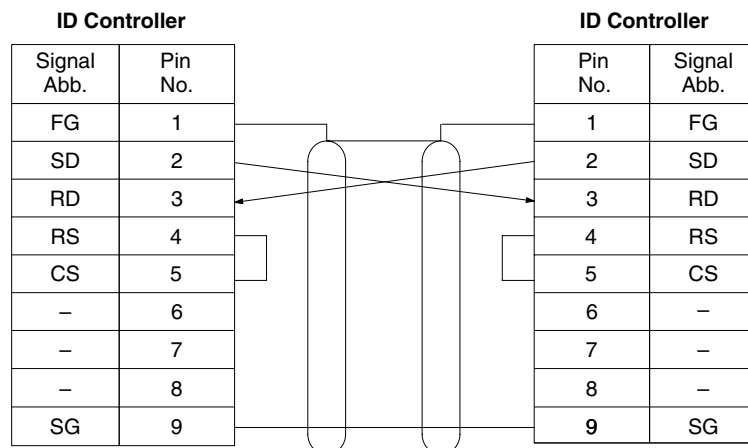 ID Controller ID Controller
Signal Abb. Pin No. Pin No. Signal Abb.
FG 1 1 FG
SD 2 2 SD
RD 3 3 RD
RS 4 4 RS
CS 5 5 CS
– 6 6 –
– 7 7 –
– 8 8 –
SG 9 9 SG